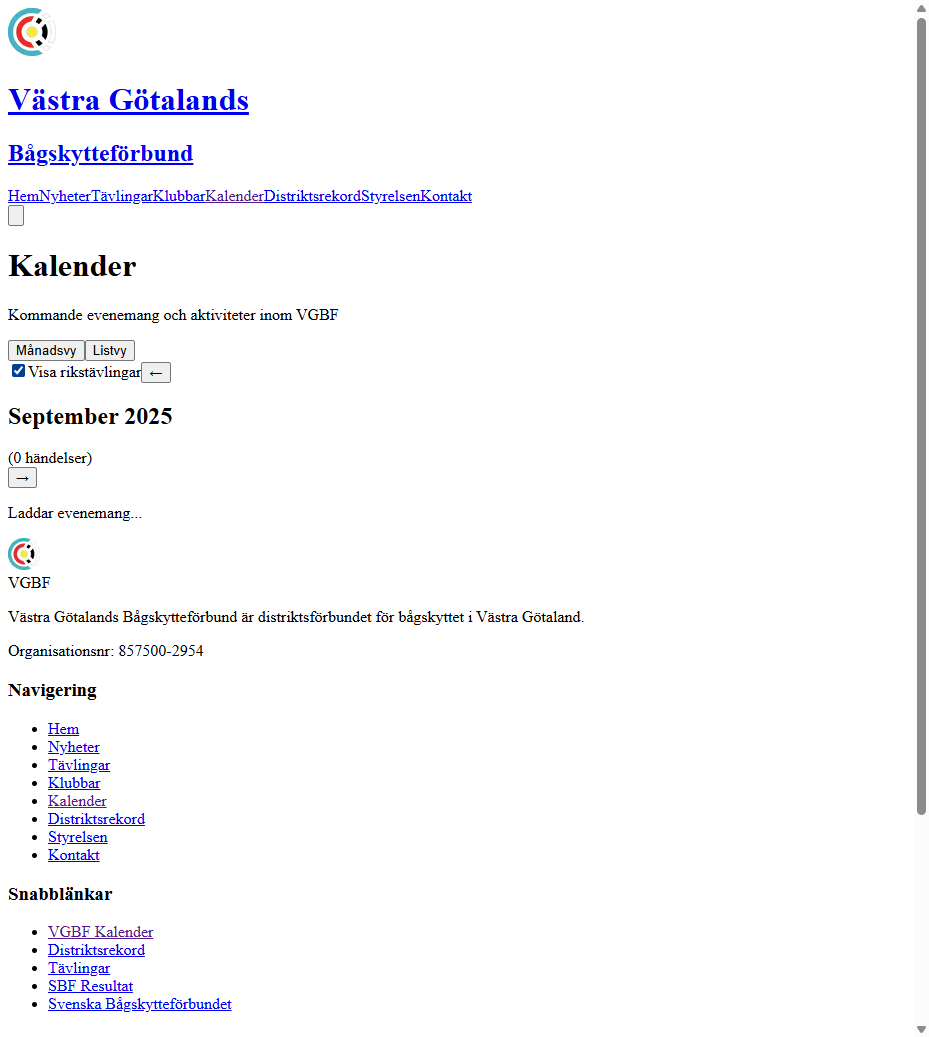 Västra Götalands
Bågskytteförbund
HemNyheterTävlingarKlubbarKalenderDistriktsrekordStyrelsenKontakt
Kalender
Kommande evenemang och aktiviteter inom VGBF
Månadsvy Listvy
Visa rikstävlingar ←
September 2025
(0 händelser)
→
Laddar evenemang...
VGBF
Västra Götalands Bågskytteförbund är distriktsförbundet för bågskyttet i Västra Götaland.
Organisationsnr: 857500-2954
Navigering
Hem
Nyheter
Tävlingar
Klubbar
Kalender
Distriktsrekord
Styrelsen
Kontakt
Snabblänkar
VGBF Kalender
Distriktsrekord
Tävlingar
SBF Resultat
Svenska Bågskytteförbundet